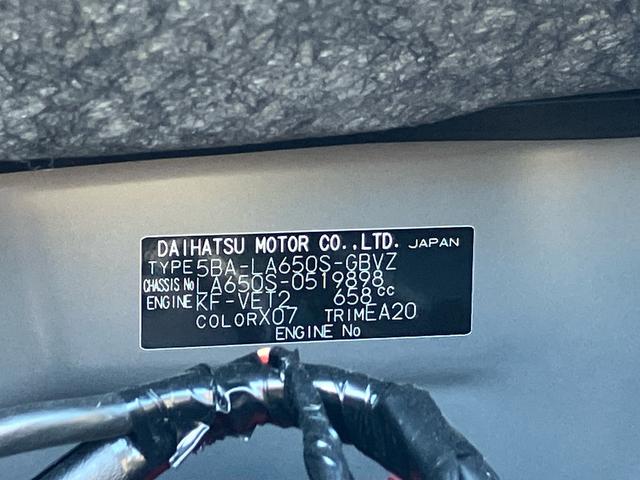 DAIHATSU MOTOR CO.,LTD. JAPAN
TYPE 5BA-LA650S-GBVZ
CHASSIS No LA650S-0519898
ENGINE KF-VET2 658cc
COLOR X07 TRIM EA20
ENGINE No